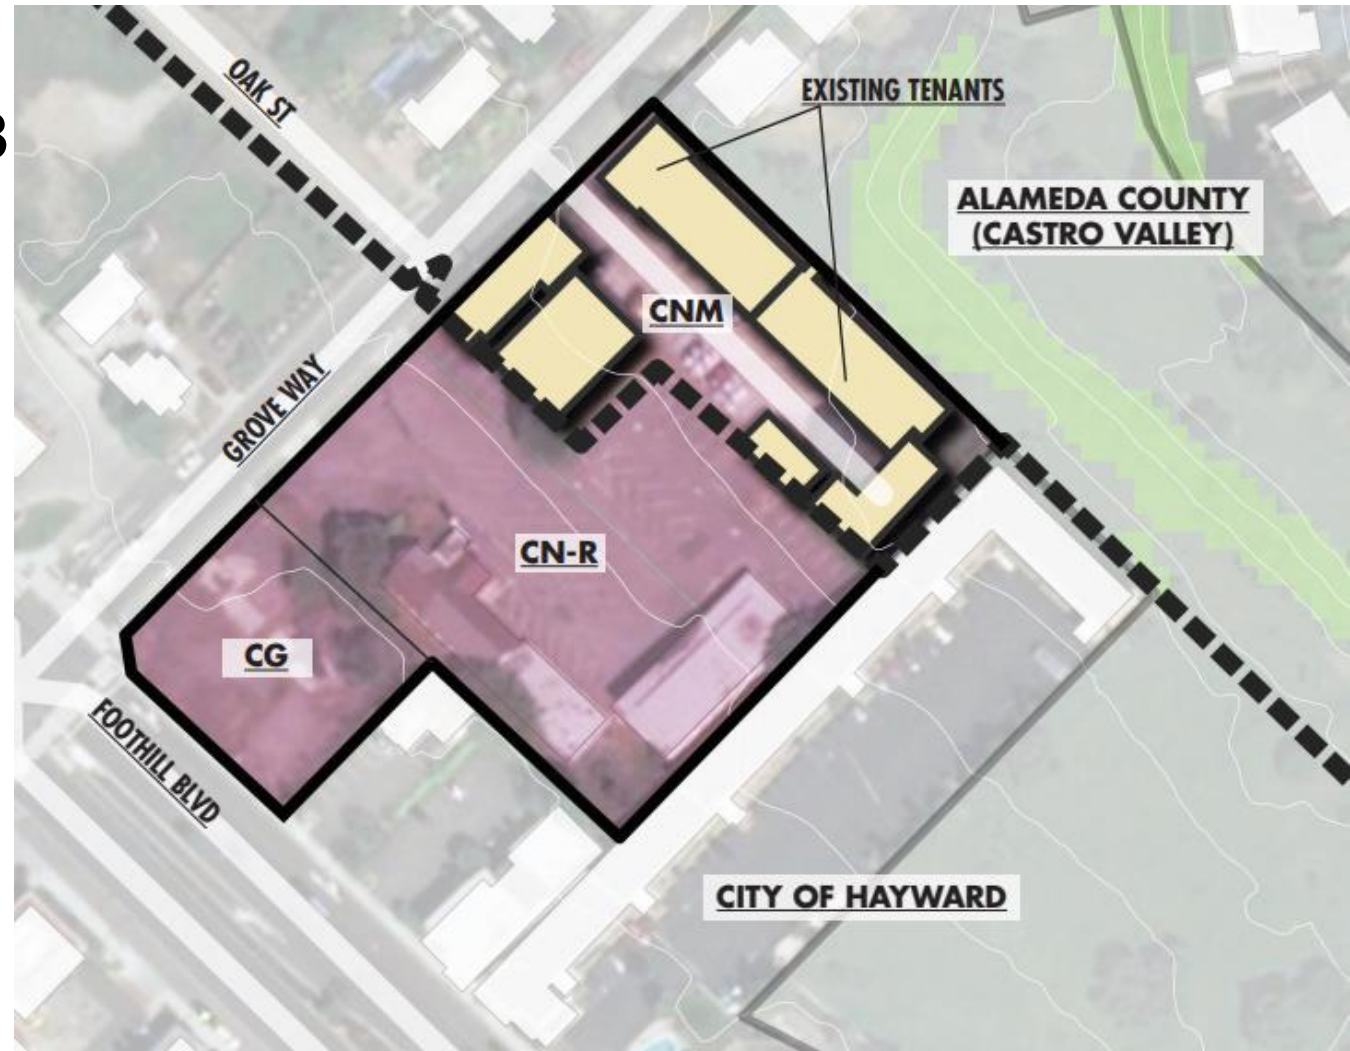 OAK ST
EXISTING TENANTS
ALAMEDA COUNTY
(CASTRO VALLEY)
CNM
GROVE WAY
CN-R
CG
FOOTHILL BLVD
CITY OF HAYWARD